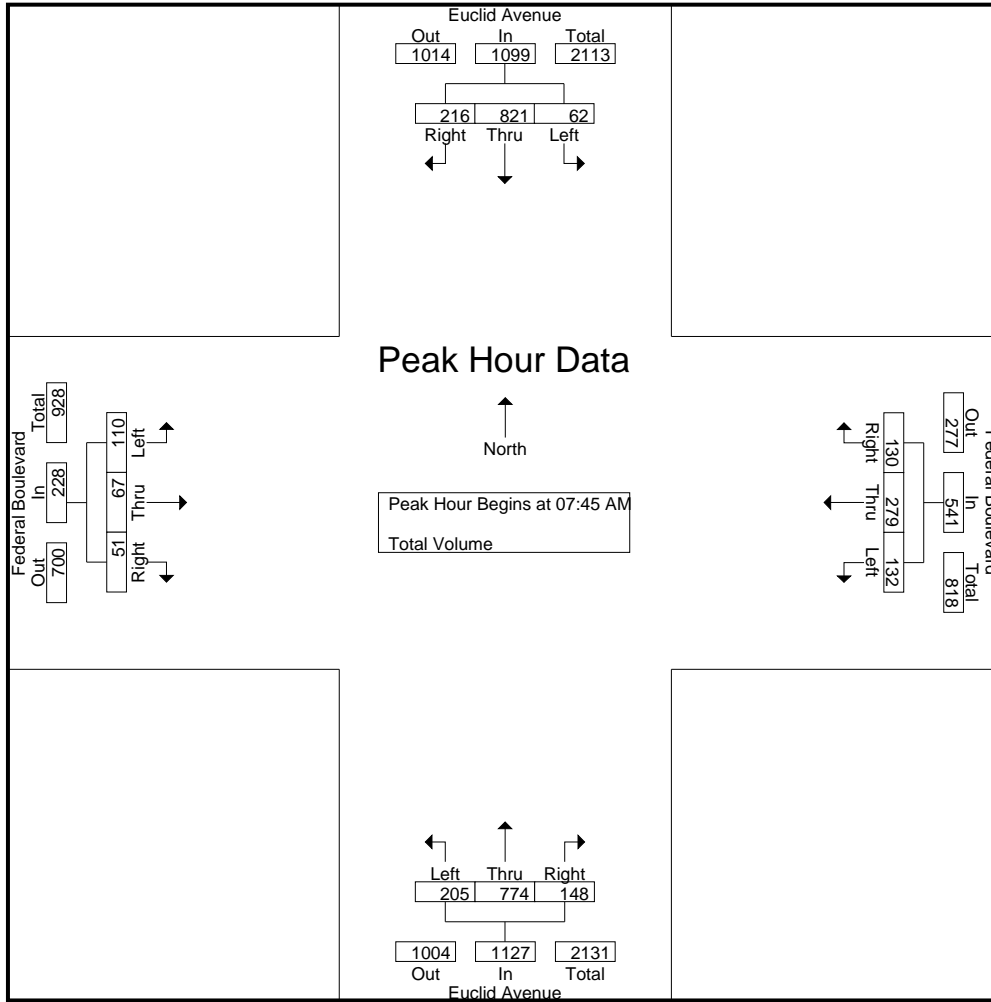 Euclid Avenue
Out In Total
1014 1099 2113
216 821 62
Right Thru Left
Peak Hour Data
North
Peak Hour Begins at 07:45 AM
Total Volume
Federal Boulevard
Out In Total
700 228 928
Left Thru Right
110 67 51
Federal Boulevard
Out In Total
277 541 818
Right Thru Left
130 279 132
Left Thru Right
205 774 148
1004 1127 2131
Out In Total
Euclid Avenue